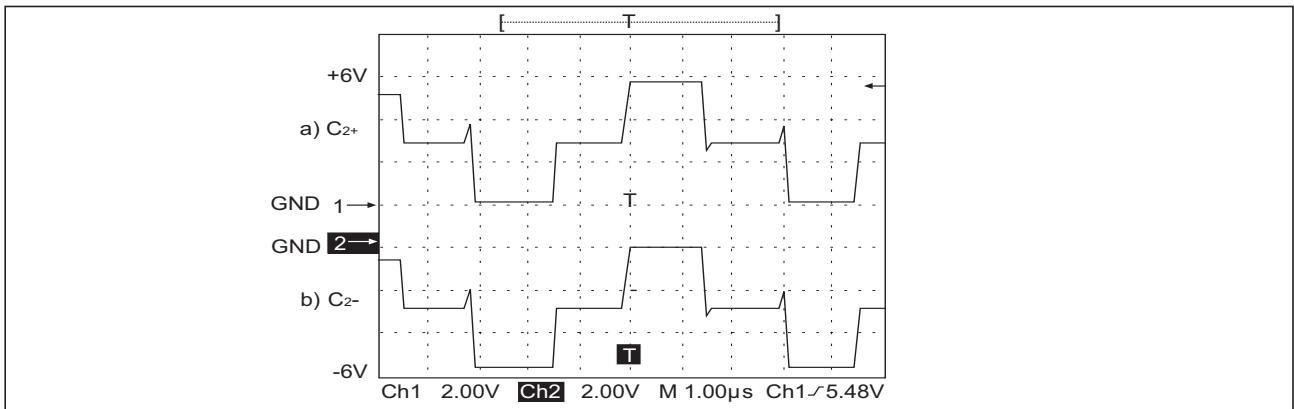 [ T ]
+6V
a) C2+
T
GND 1
GND 2
b) C2-
T
-6V
Ch1 2.00V Ch2 2.00V M 1.00µs Ch1 5.48V